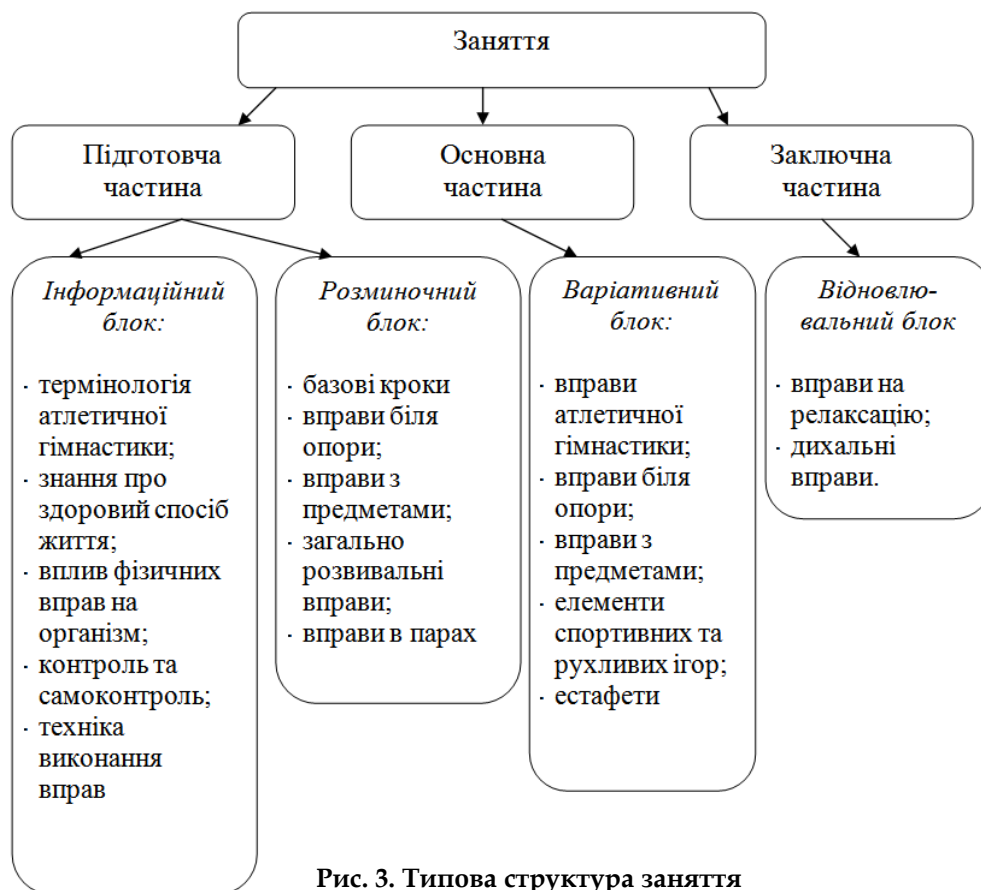 Заняття
Підготовча
частина
Основна
частина
Заключна
частина
Інформаційний
блок:
- термінологія
атлетичної
гімнастики;
- знання про
здоровий спосіб
життя;
- вплив фізичних
вправ на
організм;
- контроль та
самоконтроль;
- техніка
виконання
вправ
Розминочний
блок:
- базові кроки
- вправи біля
опори;
- вправи з
предметами;
- загально
розвивальні
вправи;
- вправи в парах
Варіативний
блок:
- вправи
атлетичної
гімнастики;
- вправи біля
опори;
- вправи з
предметами;
- елементи
спортивних та
рухливих ігор;
- естафети
Відновлю-
вальний блок
- вправи на
релаксацію;
- дихальні
вправи.
Рис. 3. Типова структура заняття